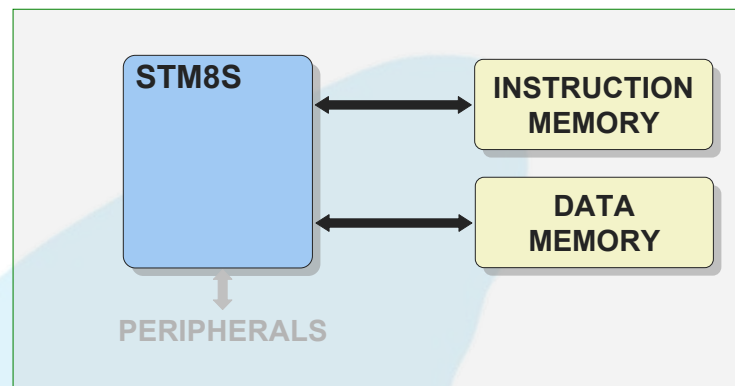 STM8S
INSTRUCTION
MEMORY
DATA
MEMORY
PERIPHERALS